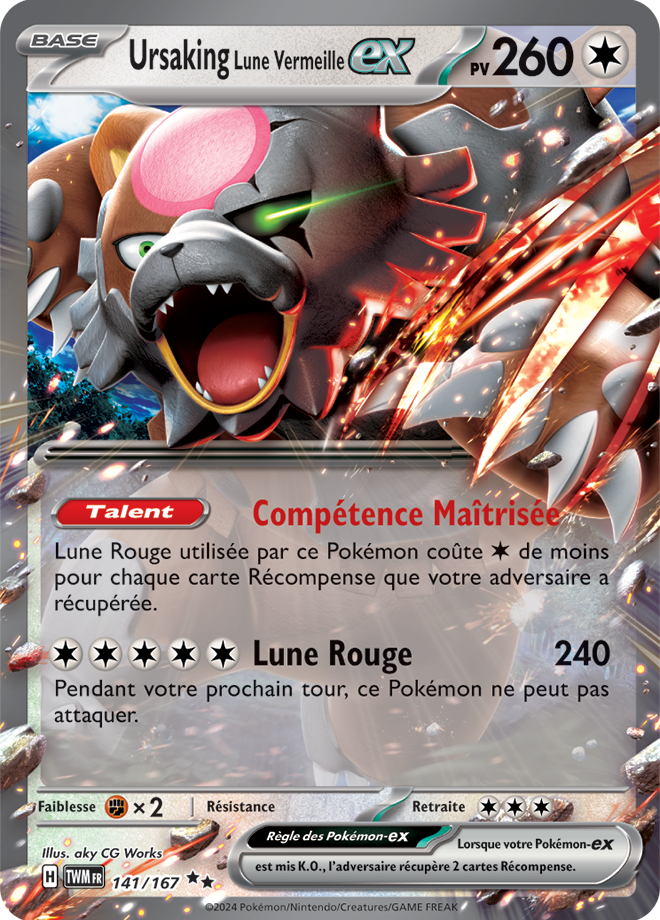 BASE
Ursaking Lune Vermeille ex PV 260
Talent Compétence Maîtrisée
Lune Rouge utilisée par ce Pokémon coûte de moins
pour chaque carte Récompense que votre adversaire a
récupérée.
Lune Rouge 240
Pendant votre prochain tour, ce Pokémon ne peut pas
attaquer.
Faiblesse ×2 Résistance Retraite
Règle des Pokémon-ex Lorsque votre Pokémon-ex
est mis K.O., l'adversaire récupère 2 cartes Récompense.
Illus. aky CG Works
H TWM FR 141/167
©2024 Pokémon/Nintendo/Creatures/GAME FREAK